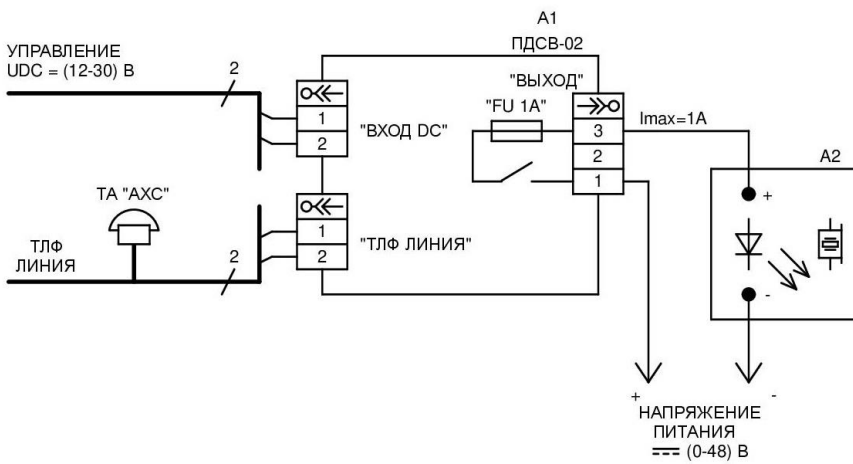 A1
ПДСВ-02
УПРАВЛЕНИЕ
UDC = (12-30) В
2
1
2
"ВХОД DC"
"ВЫХОД"
"FU 1A"
3
2
1
Imax=1A
A2
+
-
ТА "АХС"
ТЛФ
ЛИНИЯ
2
1
2
"ТЛФ ЛИНИЯ"
+
-
НАПРЯЖЕНИЕ
ПИТАНИЯ
(0-48) В